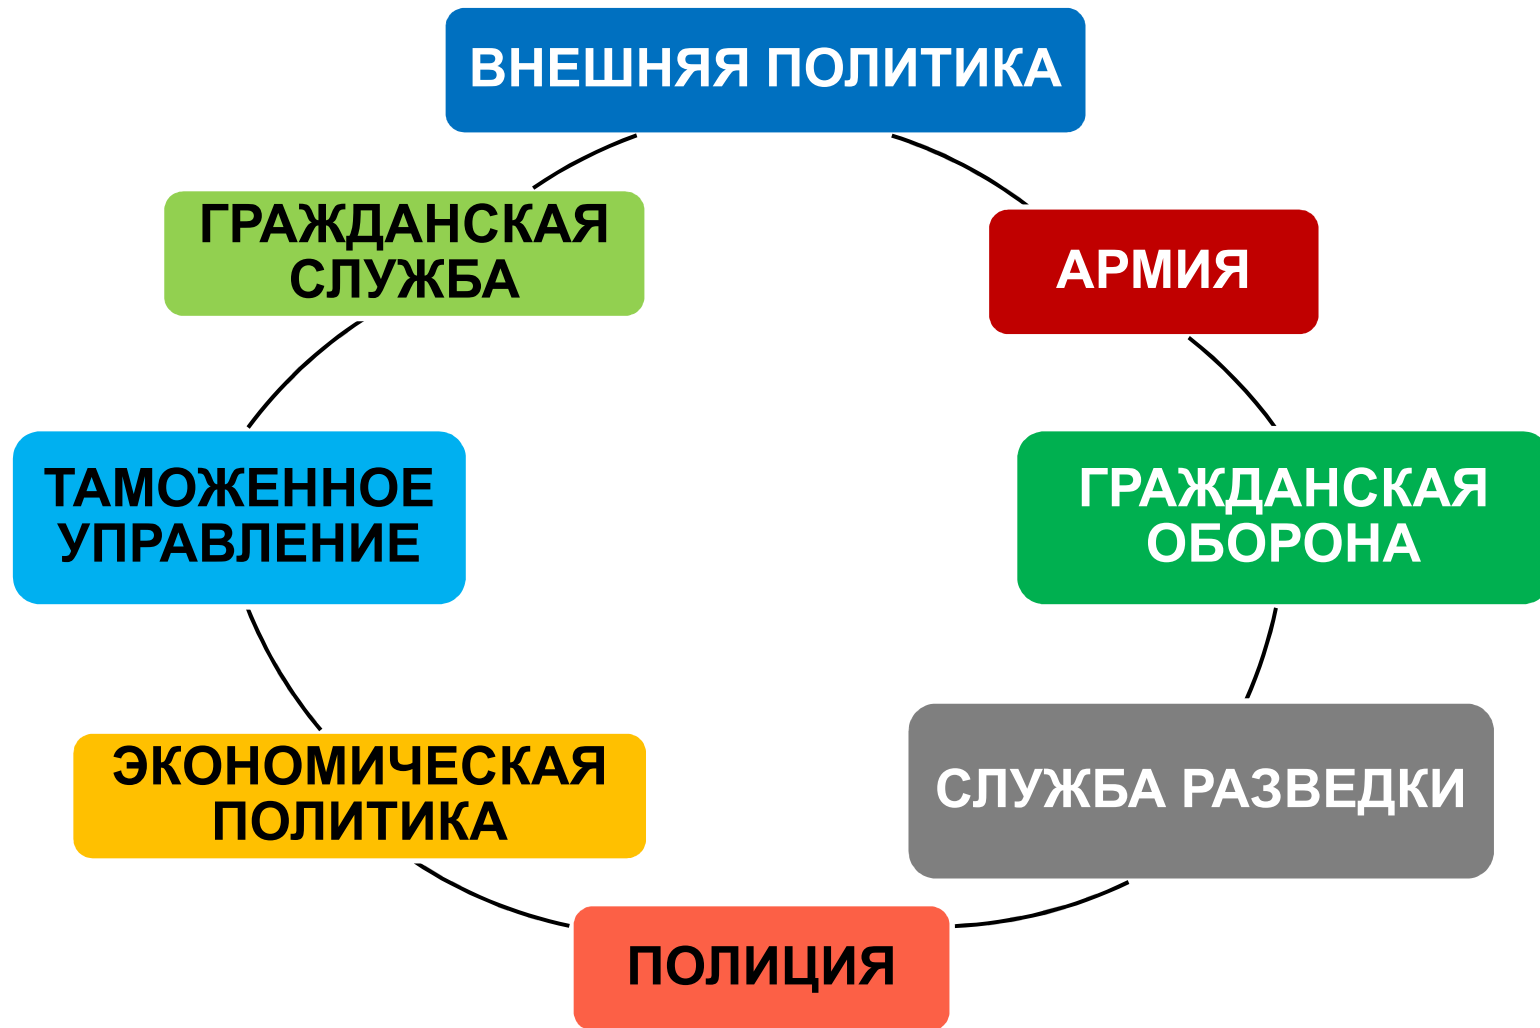 ВНЕШНЯЯ ПОЛИТИКА
ГРАЖДАНСКАЯ
СЛУЖБА
АРМИЯ
ТАМОЖЕННОЕ
УПРАВЛЕНИЕ
ГРАЖДАНСКАЯ
ОБОРОНА
ЭКОНОМИЧЕСКАЯ
ПОЛИТИКА
СЛУЖБА РАЗВЕДКИ
ПОЛИЦИЯ